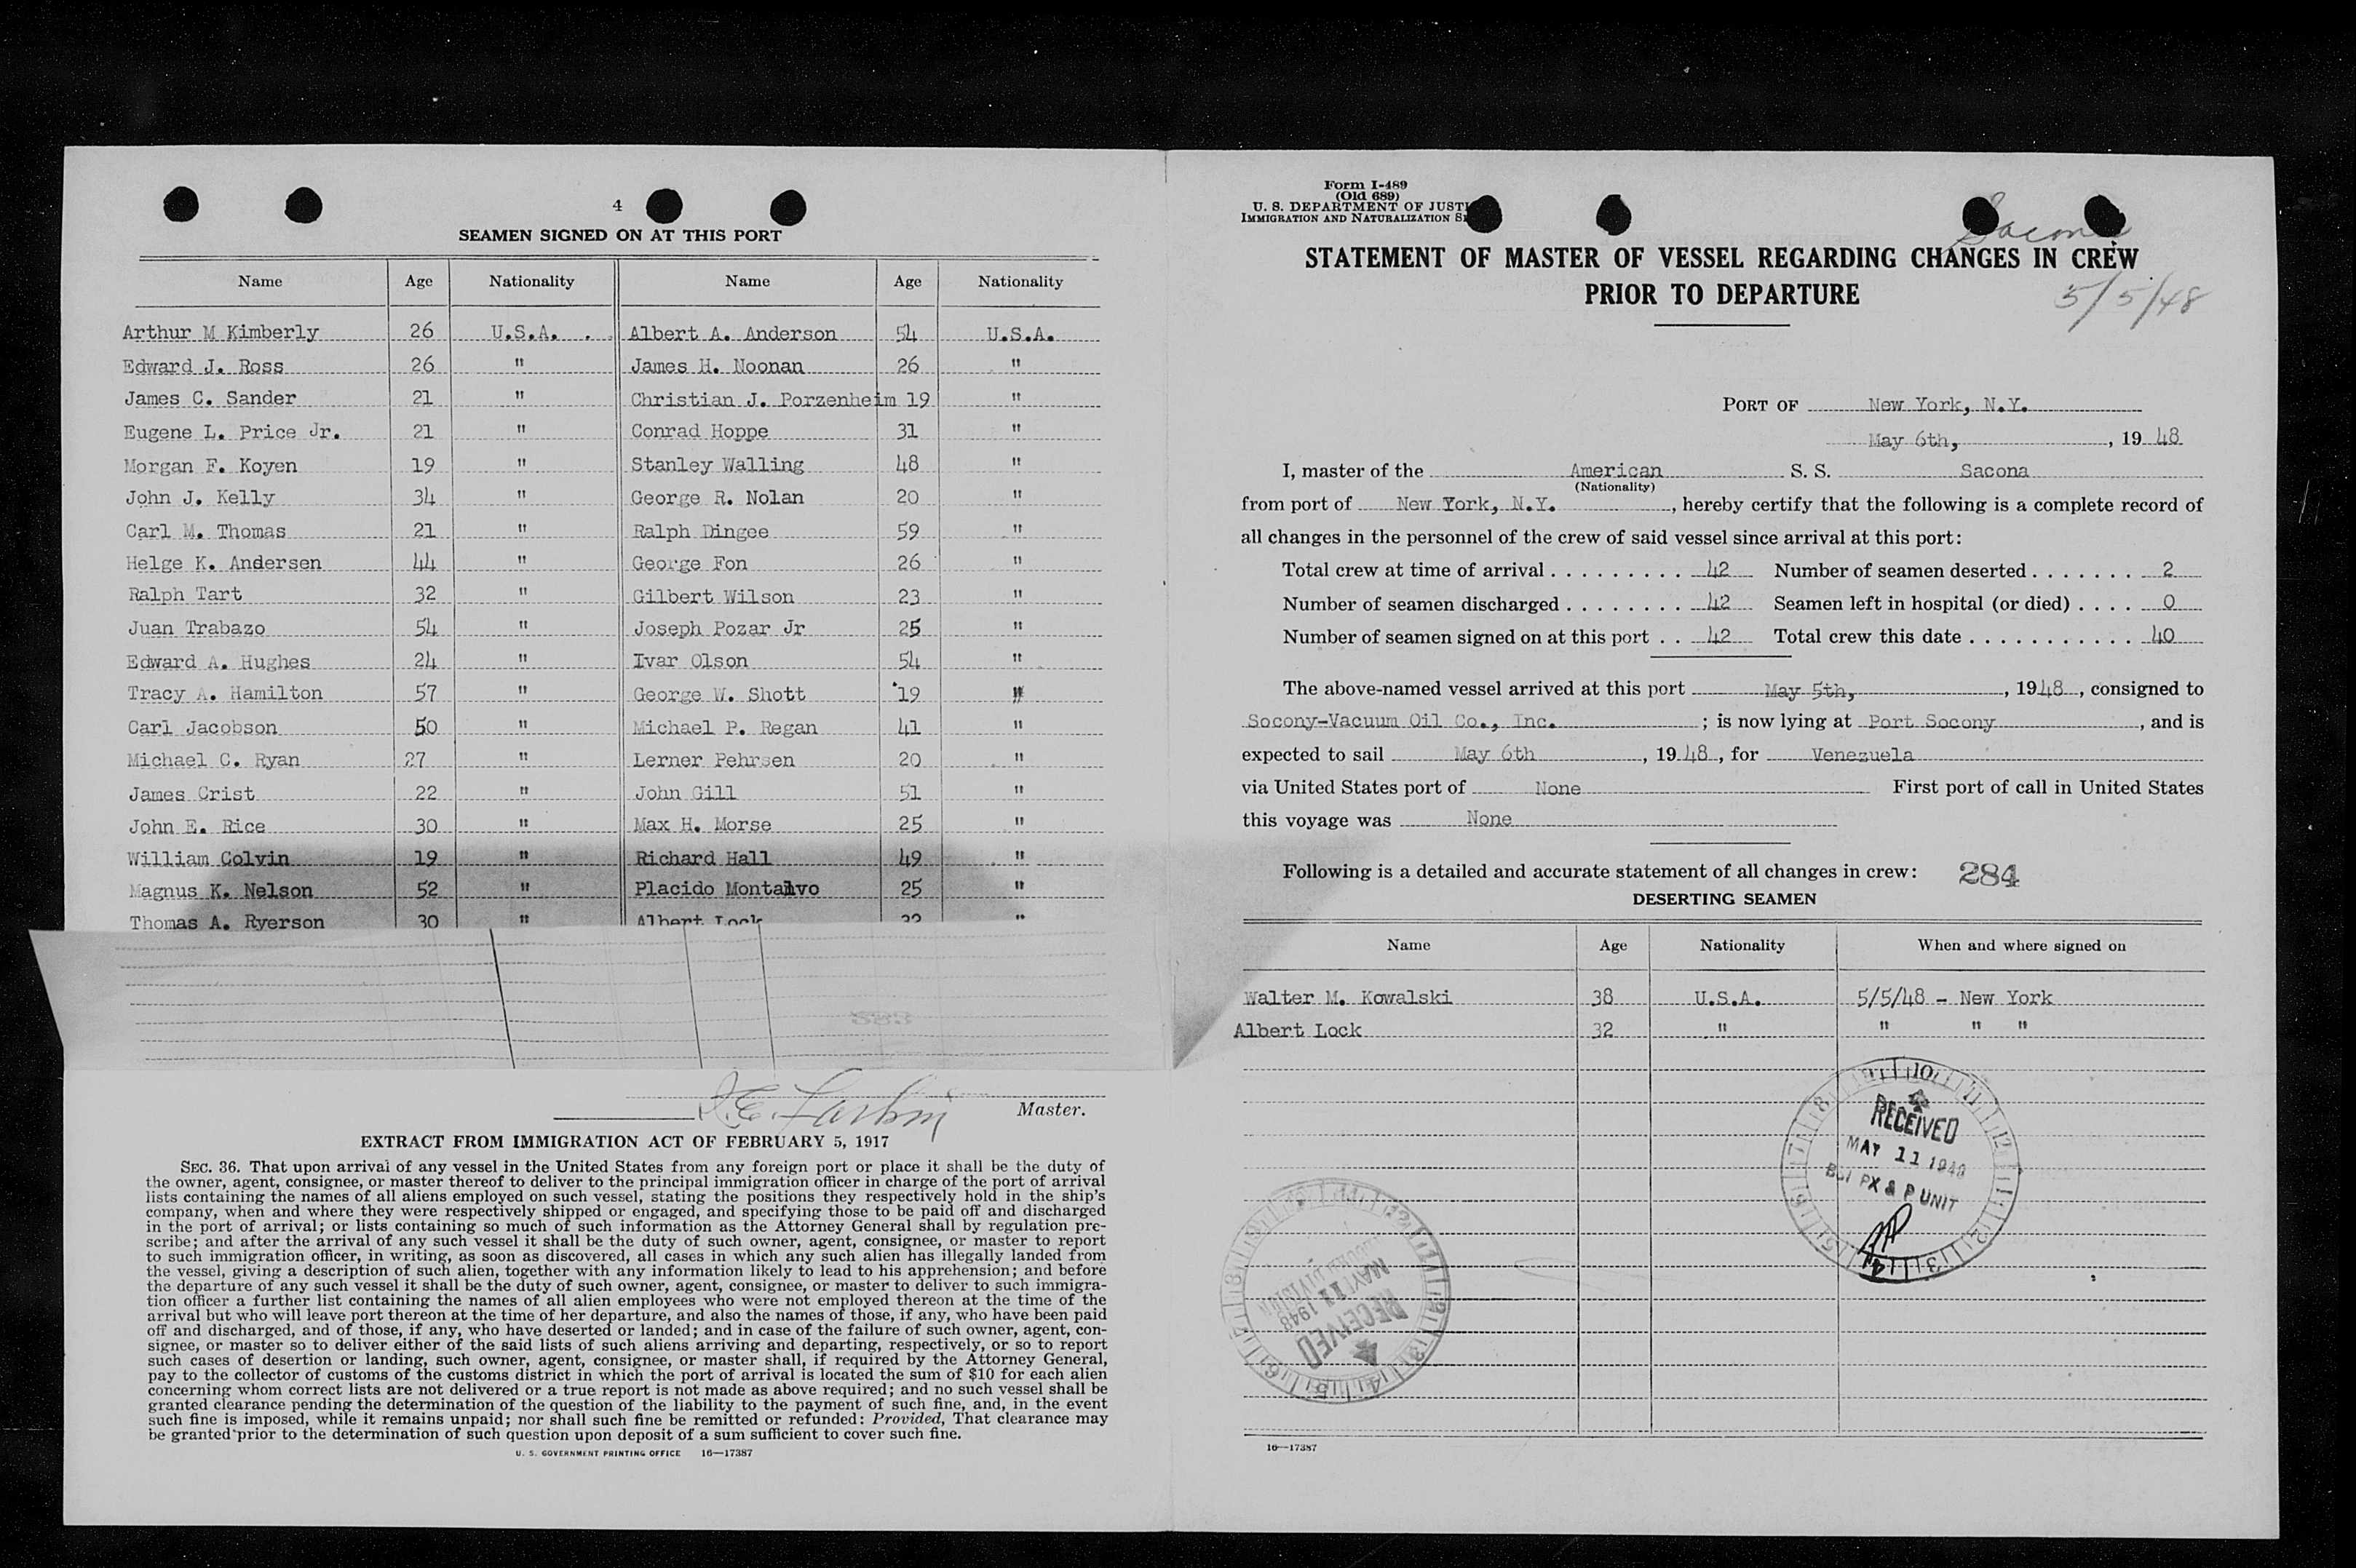 4
SEAMEN SIGNED ON AT THIS PORT
Name Age Nationality Name Age Nationality
Arthur M Kimberly 26 U.S.A. Albert A. Anderson 54 U.S.A.
Edward J. Ross 26 " James H. Noonan 26 "
James C. Sander 21 " Christian J. Porzenheim 19 "
Eugene L. Price Jr. 21 " Conrad Hoppe 31 "
Morgan F. Koyen 19 " Stanley Walling 48 "
John J. Kelly 34 " George R. Nolan 20 "
Carl M. Thomas 21 " Ralph Dingee 59 "
Helge K. Andersen 44 " George Fon 26 "
Ralph Tart 32 " Gilbert Wilson 23 "
Juan Trabazo 54 " Joseph Pozar Jr 25 "
Edward A. Hughes 24 " Ivar Olson 54 "
Tracy A. Hamilton 57 " George W. Shott 19 "
Carl Jacobson 50 " Michael P. Regan 41 "
Michael C. Ryan 27 " Lerner Pehrsen 20 "
James Crist 22 " John Gill 51 "
John E. Rice 30 " Max H. Morse 25 "
William Colvin 19 " Richard Hall 49 "
Magnus K. Nelson 52 " Placido Montalvo 25 "
Thomas A. Ryerson 30 " Albert Lock 32 "
Master.
EXTRACT FROM IMMIGRATION ACT OF FEBRUARY 5, 1917
SEC. 36. That upon arrival of any vessel in the United States from any foreign port or place it shall be the duty of
the owner, agent, consignee, or master thereof to deliver to the principal immigration officer in charge of the port of arrival
lists containing the names of all aliens employed on such vessel, stating the positions they respectively hold in the ship's
company, when and where they were respectively shipped or engaged, and specifying those to be paid off and discharged
in the port of arrival; or lists containing so much of such information as the Attorney General shall by regulation pre-
scribe; and after the arrival of any such vessel it shall be the duty of such owner, agent, consignee, or master to report
to such immigration officer, in writing, as soon as discovered, all cases in which any such alien has illegally landed from
the vessel, giving a description of such alien, together with any information likely to lead to his apprehension; and before
the departure of any such vessel it shall be the duty of such owner, agent, consignee, or master to deliver to such immigra-
tion officer a further list containing the names of all alien employees who were not employed thereon at the time of the
arrival but who will leave port thereon at the time of her departure, and also the names of those, if any, who have been paid
off and discharged, and of those, if any, who have deserted or landed; and in case of the failure of such owner, agent, con-
signee, or master so to deliver either of the said lists of such aliens arriving and departing, respectively, or so to report
such cases of desertion or landing, such owner, agent, consignee, or master shall, if required by the Attorney General,
pay to the collector of customs of the customs district in which the port of arrival is located the sum of $10 for each alien
concerning whom correct lists are not delivered or a true report is not made as above required; and no such vessel shall be
granted clearance pending the determination of the question of the liability to the payment of such fine, and, in the event
such fine is imposed, while it remains unpaid; nor shall such fine be remitted or refunded: Provided, That clearance may
be granted prior to the determination of such question upon deposit of a sum sufficient to cover such fine.
U. S. GOVERNMENT PRINTING OFFICE 16—17387
Form I-489
(Old 689)
U. S. DEPARTMENT OF JUSTI
IMMIGRATION AND NATURALIZATION S
Sacona
STATEMENT OF MASTER OF VESSEL REGARDING CHANGES IN CREW
PRIOR TO DEPARTURE
5/5/48
PORT OF New York, N.Y.
May 6th, , 19 48
I, master of the American S. S. Sacona
(Nationality)
from port of New York, N.Y. , hereby certify that the following is a complete record of
all changes in the personnel of the crew of said vessel since arrival at this port:
Total crew at time of arrival . . . . . . . . . 42 Number of seamen deserted . . . . . . . 2
Number of seamen discharged . . . . . . . . 42 Seamen left in hospital (or died) . . . . 0
Number of seamen signed on at this port . . 42 Total crew this date . . . . . . . . . . . 40
The above-named vessel arrived at this port May 5th, , 1948 , consigned to
Socony-Vacuum Oil Co., Inc. ; is now lying at Port Socony , and is
expected to sail May 6th , 19 48 , for Venezuela
via United States port of None First port of call in United States
this voyage was None
Following is a detailed and accurate statement of all changes in crew: 284
DESERTING SEAMEN
Name Age Nationality When and where signed on
Walter M. Kowalski 38 U.S.A. 5/5/48 - New York
Albert Lock 32 " " " "
RECEIVED
MAY 11 1948
PX & P UNIT
RECEIVED
MAY 11 1948
DIVISION
16—17387